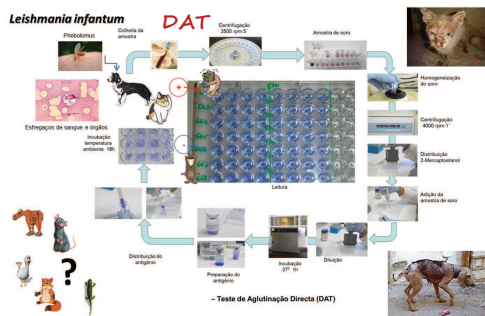 Leishmania infantum
DAT
Phebotomus
Colheita da
amostra
Centrifugação
3500 rpm 5´
Amostra de soro
Homogeneização
do soro
Centrifugação
4000 rpm 1´
Distribuição
2-Mercaptoetanol
Adição da
amostra de soro
Diluição
Incubação
37º 1h
Preparação do
antigénio
Distribuição do
antigénio
Incubação
temperatura
ambiente 18h
Leitura
Esfregaços de sangue e órgãos
+
-
?
– Teste de Aglutinação Directa (DAT)